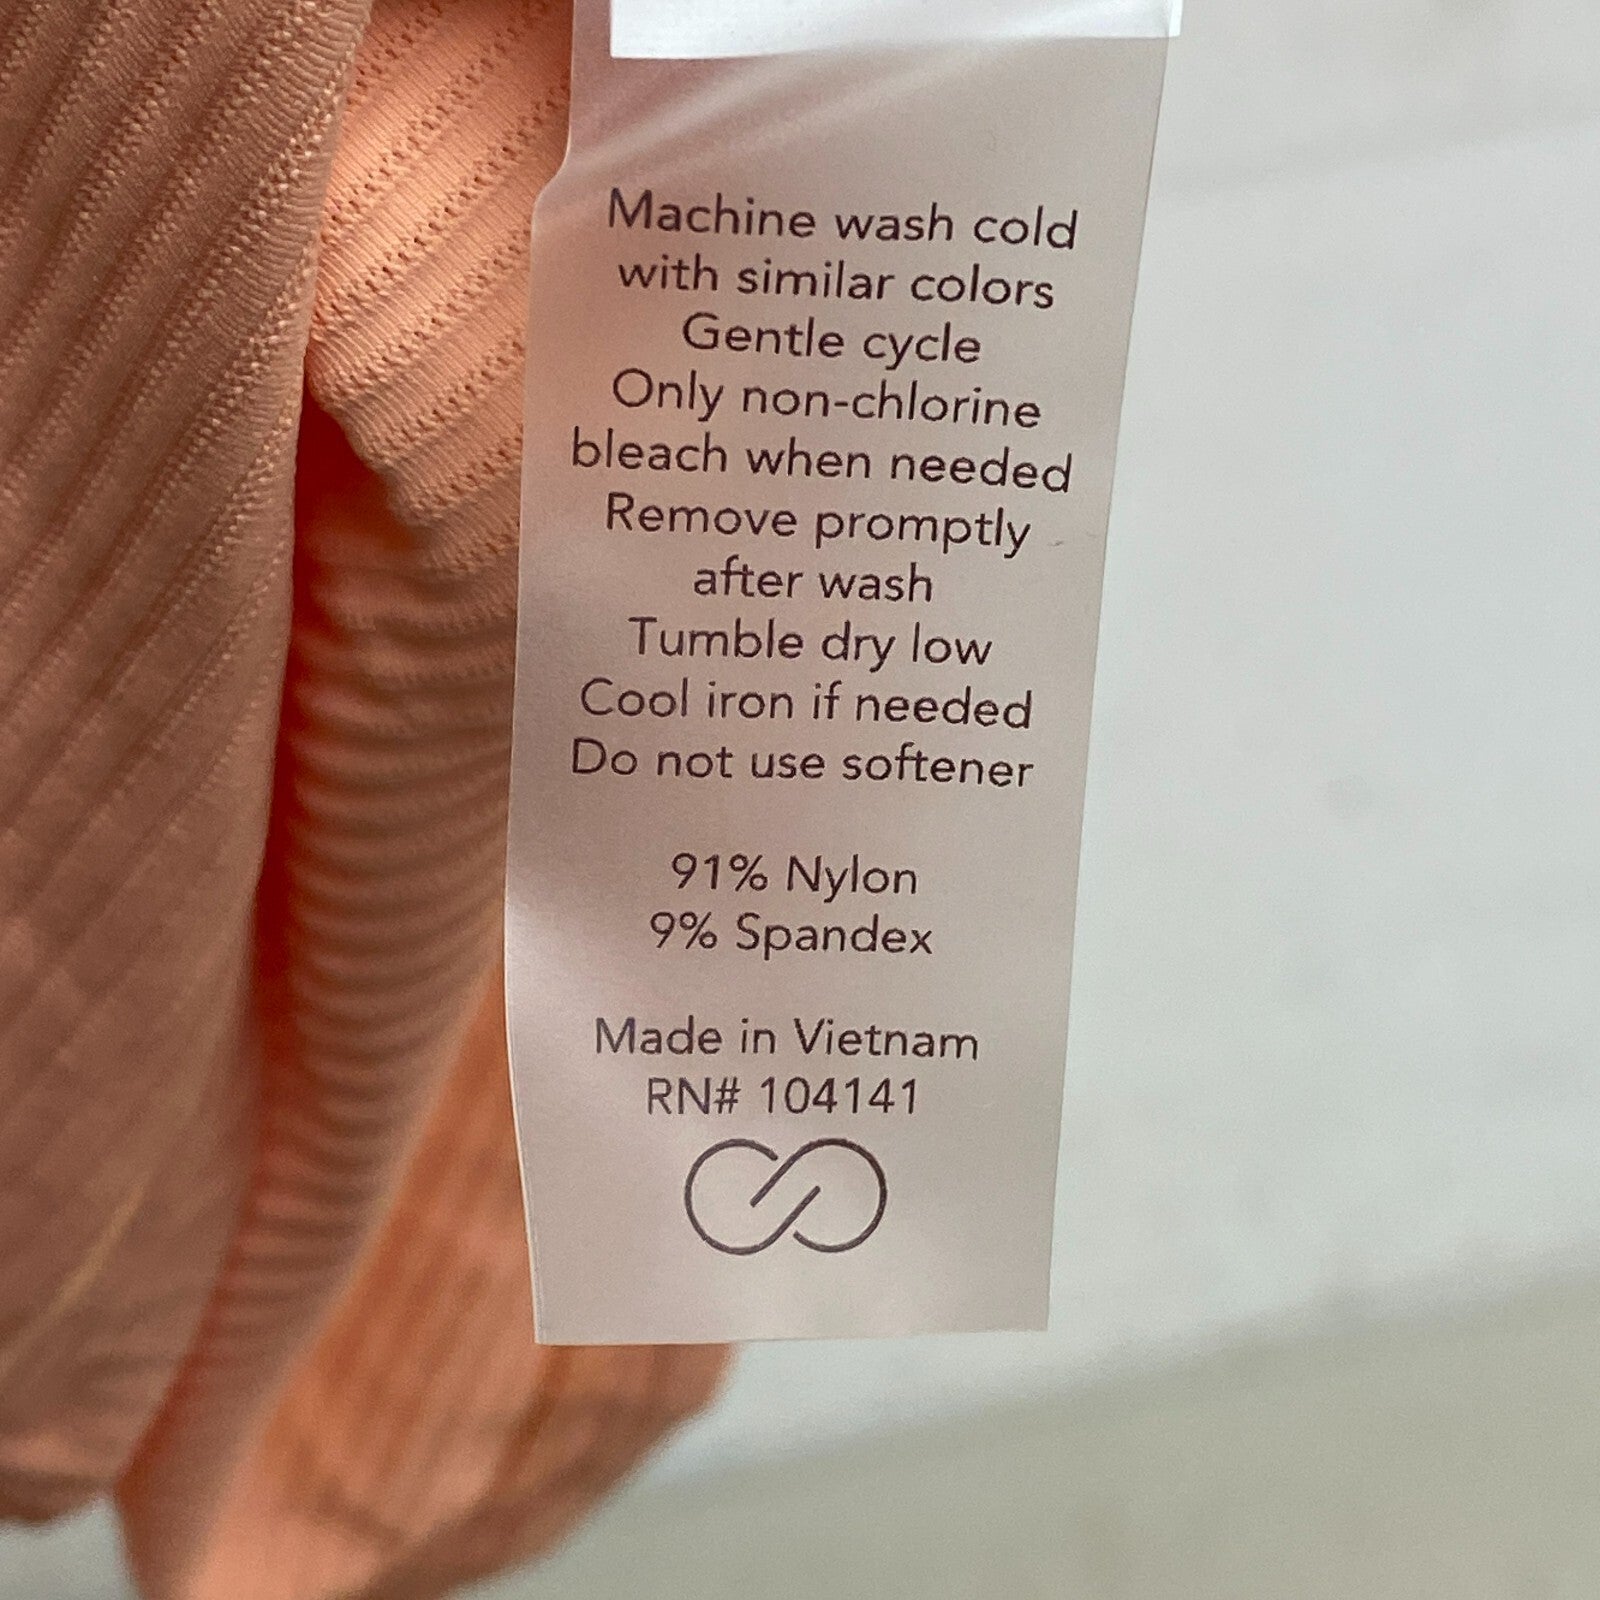 Machine wash cold
with similar colors
Gentle cycle
Only non-chlorine
bleach when needed
Remove promptly
after wash
Tumble dry low
Cool iron if needed
Do not use softener
91% Nylon
9% Spandex
Made in Vietnam
RN# 104141